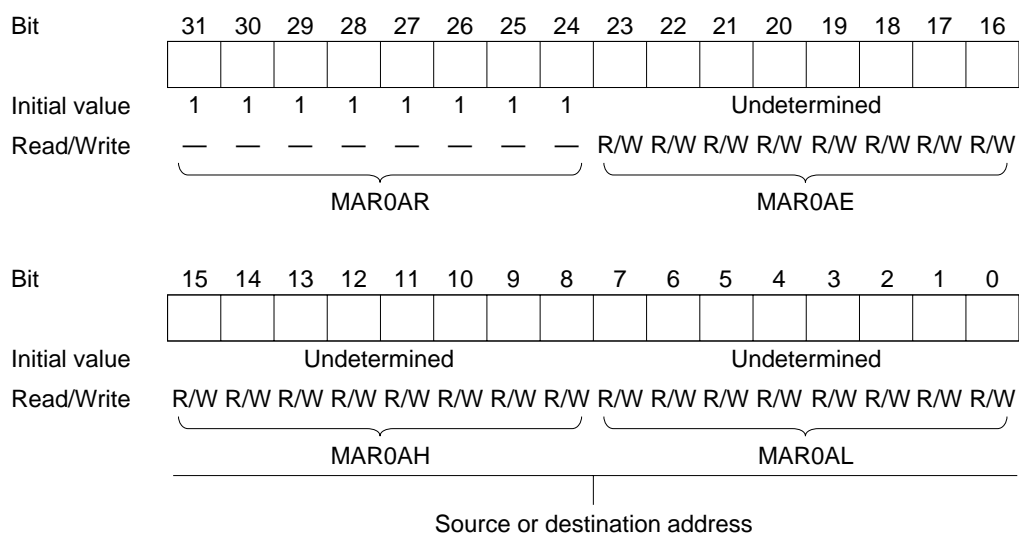 Bit 31 30 29 28 27 26 25 24 23 22 21 20 19 18 17 16
Initial value 1 1 1 1 1 1 1 1 Undetermined
Read/Write — — — — — — — — R/W R/W R/W R/W R/W R/W R/W R/W
MAR0AR MAR0AE
Bit 15 14 13 12 11 10 9 8 7 6 5 4 3 2 1 0
Initial value Undetermined Undetermined
Read/Write R/W R/W R/W R/W R/W R/W R/W R/W R/W R/W R/W R/W R/W R/W R/W R/W
MAR0AH MAR0AL
Source or destination address